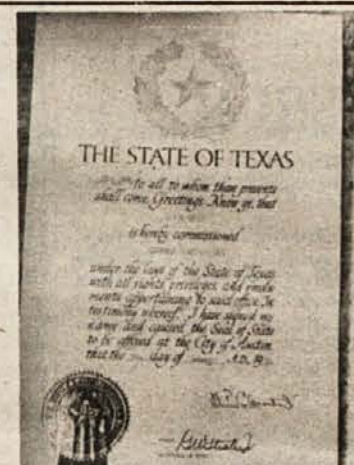 THE STATE OF TEXAS
to all to whom these presents
shall come, Greetings: Know ye, that
is hereby commissioned
under the laws of the State of Texas
with all rights, privileges, and emolu-
ments appertaining to said office. In
testimony whereof, I have signed my
name and caused the Seal of State
to be affixed at the City of Austin
this the day of A.D. 19